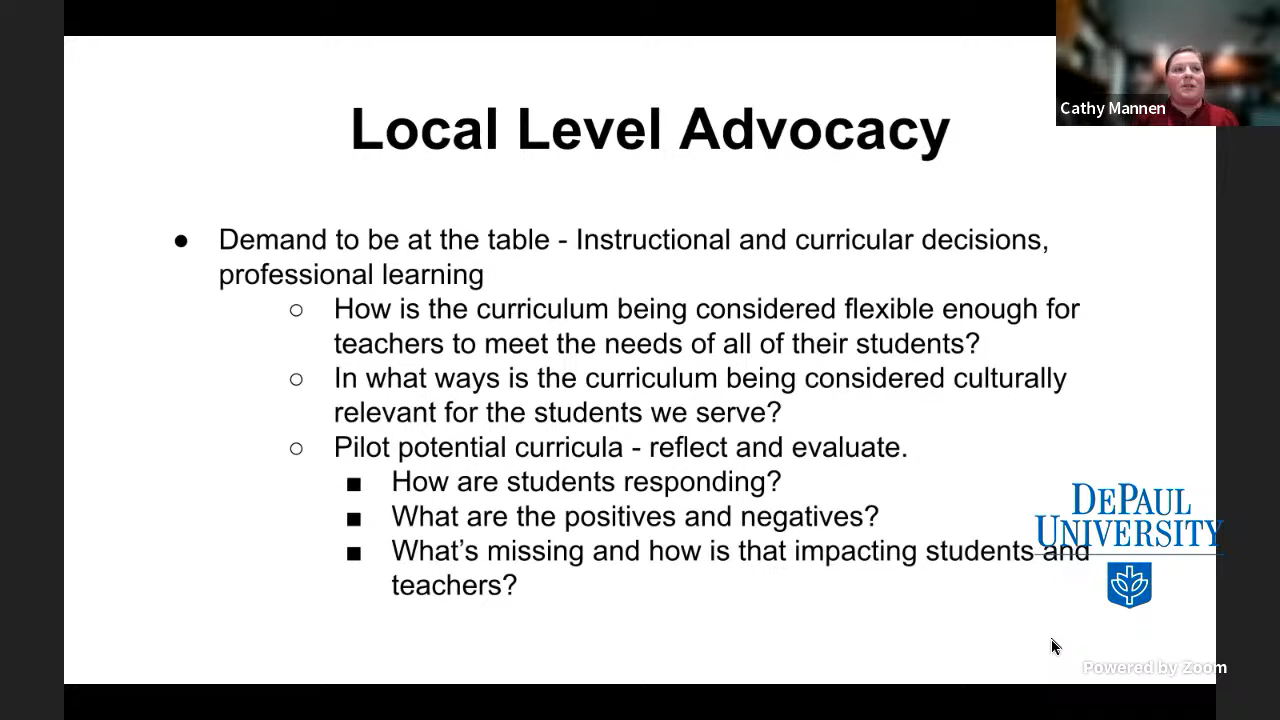 Cathy Mannen
Local Level Advocacy
● Demand to be at the table - Instructional and curricular decisions,
professional learning
○ How is the curriculum being considered flexible enough for
teachers to meet the needs of all of their students?
○ In what ways is the curriculum being considered culturally
relevant for the students we serve?
○ Pilot potential curricula - reflect and evaluate.
■ How are students responding?
■ What are the positives and negatives?
■ What’s missing and how is that impacting students and
teachers?
DEPAUL
UNIVERSITY
Powered by Zoom